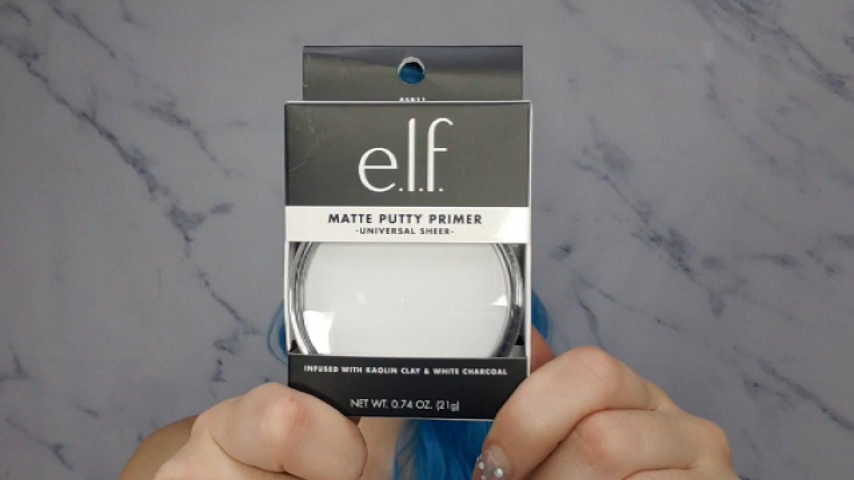 e.l.f.
MATTE PUTTY PRIMER
-UNIVERSAL SHEER-
INFUSED WITH KAOLIN CLAY & WHITE CHARCOAL
NET WT. 0.74 OZ. (21g)